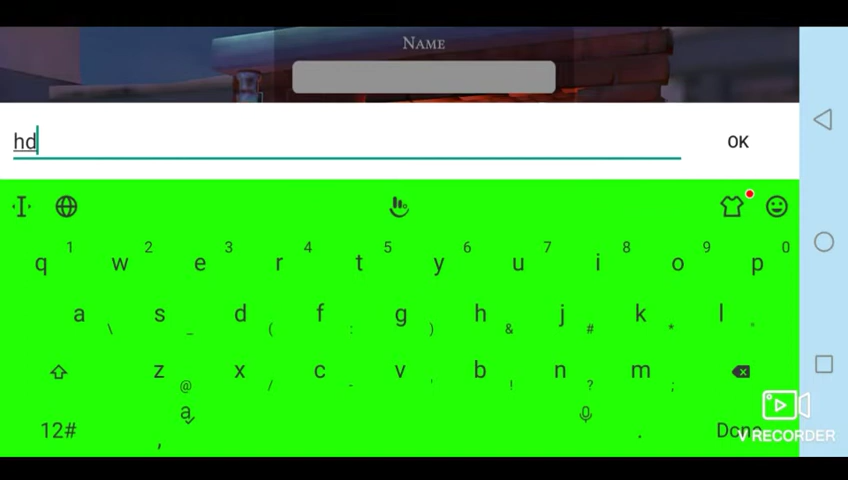 Name
hd
OK
1 2 3 4 5 6 7 8 9 0
q w e r t y u i o p
a s d f g h j k l
\ _ ( : ) & # * "
z x c v b n m
@ / - ' ! ? ;
a
12# , . Done
V RECORDER